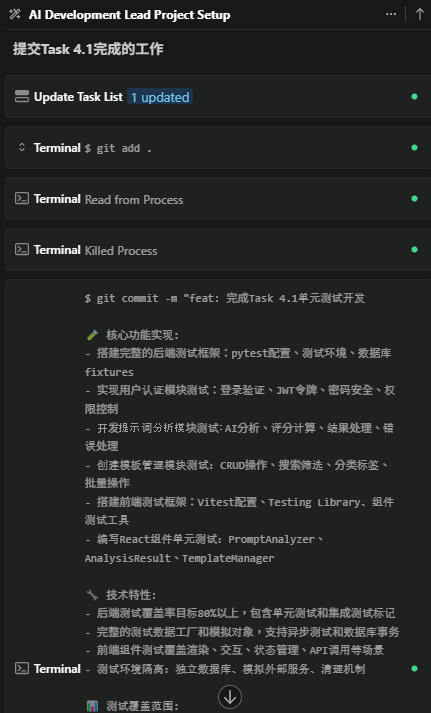 AI Development Lead Project Setup
提交Task 4.1完成的工作
Update Task List 1 updated
Terminal $ git add .
Terminal Read from Process
Terminal Killed Process
$ git commit -m "feat: 完成Task 4.1单元测试开发
核心功能实现:
- 搭建完整的后端测试框架：pytest配置、测试环境、数据库
fixtures
- 实现用户认证模块测试：登录验证、JWT令牌、密码安全、权
限控制
- 开发提示词分析模块测试：AI分析、评分计算、结果处理、错
误处理
- 创建模板管理模块测试：CRUD操作、搜索筛选、分类标签、
批量操作
- 搭建前端测试框架：Vitest配置、Testing Library、组件
测试工具
- 编写React组件单元测试：PromptAnalyzer、
AnalysisResult、TemplateManager
技术特性:
- 后端测试覆盖率目标80%以上，包含单元测试和集成测试标记
- 完整的测试数据工厂和模拟对象，支持异步测试和数据库事务
- 前端组件测试覆盖渲染、交互、状态管理、API调用等场景
Terminal - 测试环境隔离：独立数据库、模拟外部服务、清理机制
测试覆盖范围: